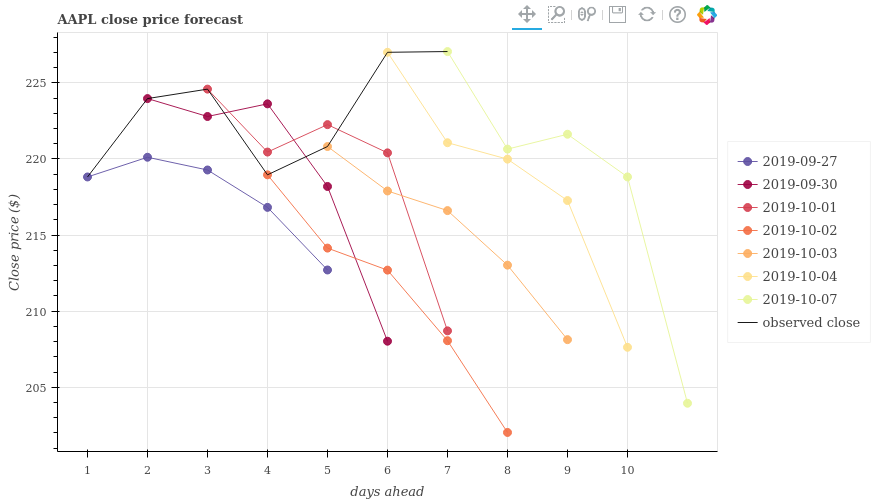 AAPL close price forecast
Close price ($)
225
220
215
210
205
1 2 3 4 5 6 7 8 9 10
days ahead
2019-09-27
2019-09-30
2019-10-01
2019-10-02
2019-10-03
2019-10-04
2019-10-07
observed close